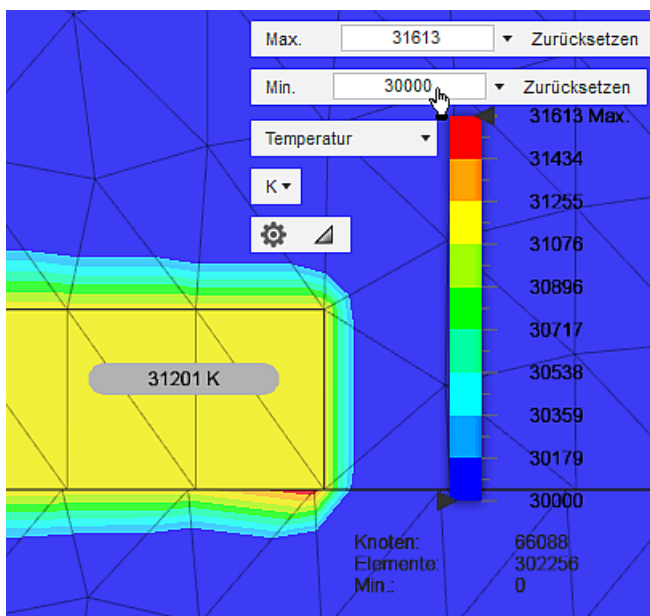 Max. 31613 Zurücksetzen
Min. 30000 Zurücksetzen
31613 Max.
Temperatur
31434
K
31255
31076
30896
30717
31201 K
30538
30359
30179
30000
Knoten: 66088
Elemente: 302256
Min.: 0